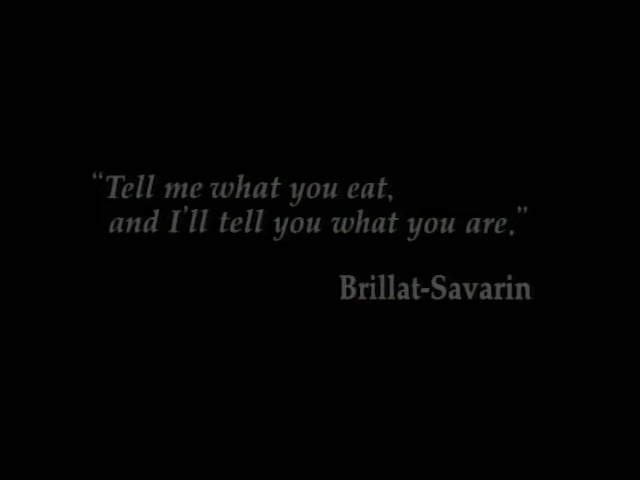 “Tell me what you eat,
and I'll tell you what you are.”
Brillat-Savarin